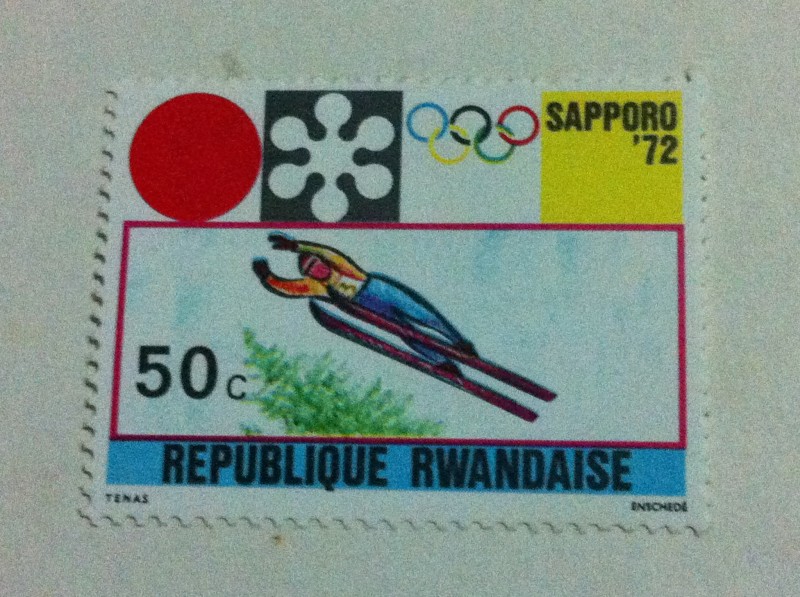 SAPPORO
'72
50c
REPUBLIQUE RWANDAISE
TENAS
ENSCHEDÉ